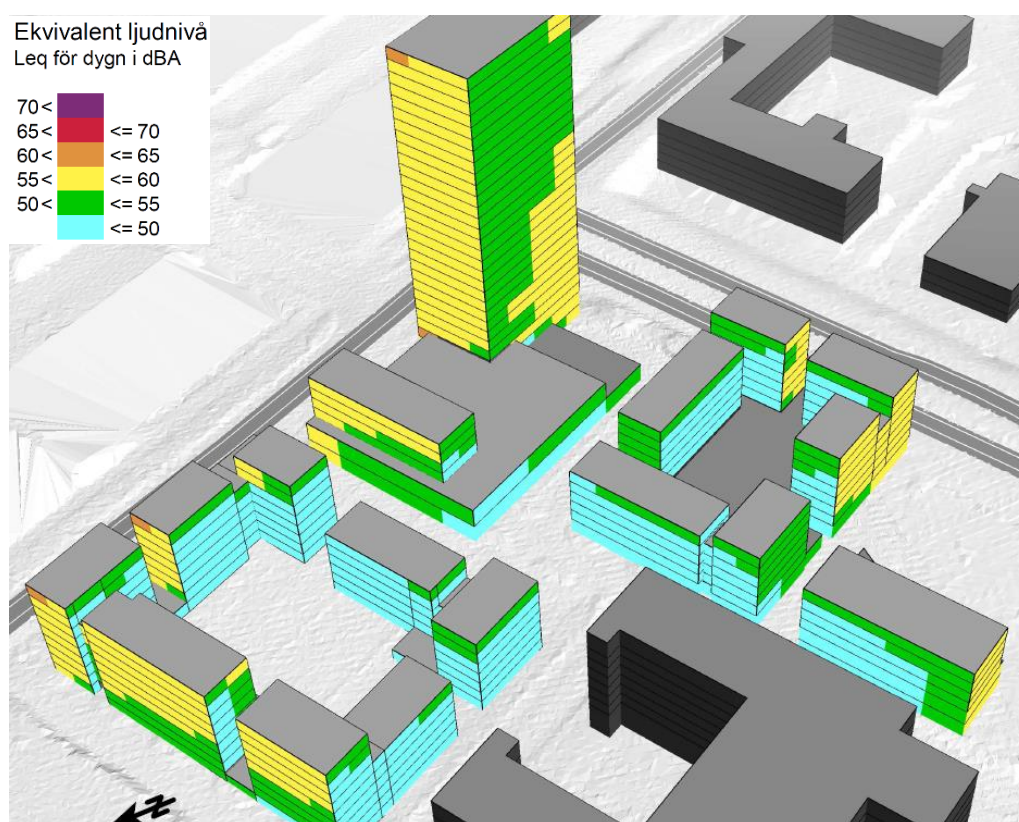 Ekvivalent ljudnivå
Leq för dygn i dBA
70 <
65 < <= 70
60 < <= 65
55 < <= 60
50 < <= 55
<= 50
N